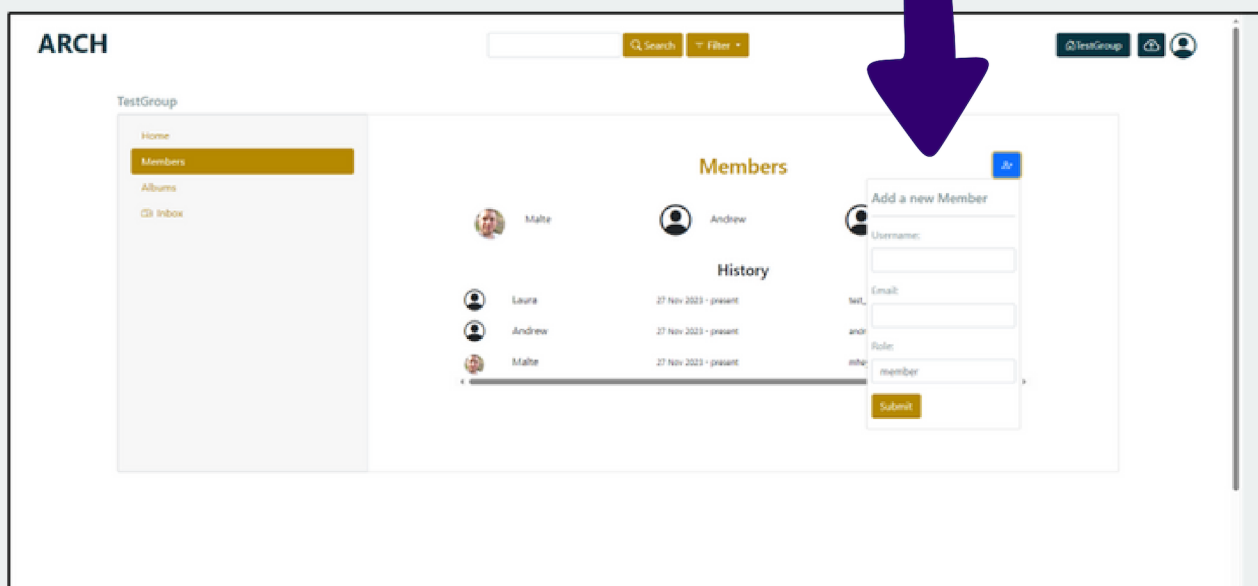 ARCH
Search
Filter
TestGroup
TestGroup
Home
Members
Albums
Inbox
Members
Malte
Andrew
History
Laura
27 Nov 2023 - present
test_
Andrew
27 Nov 2023 - present
Malte
27 Nov 2023 - present
Add a new Member
Username:
Email:
Role:
member
Submit